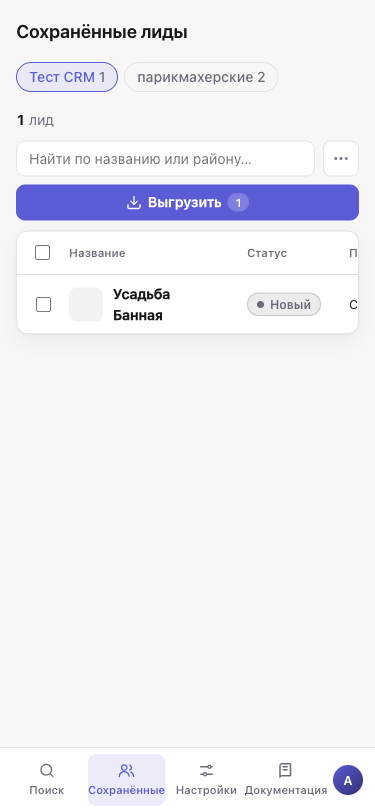 Сохранённые лиды
Тест CRM 1
парикмахерские 2
1 лид
Найти по названию или району...
Выгрузить 1
Название Статус П
Усадьба
Банная
Новый
С
Поиск Сохранённые Настройки Документация A